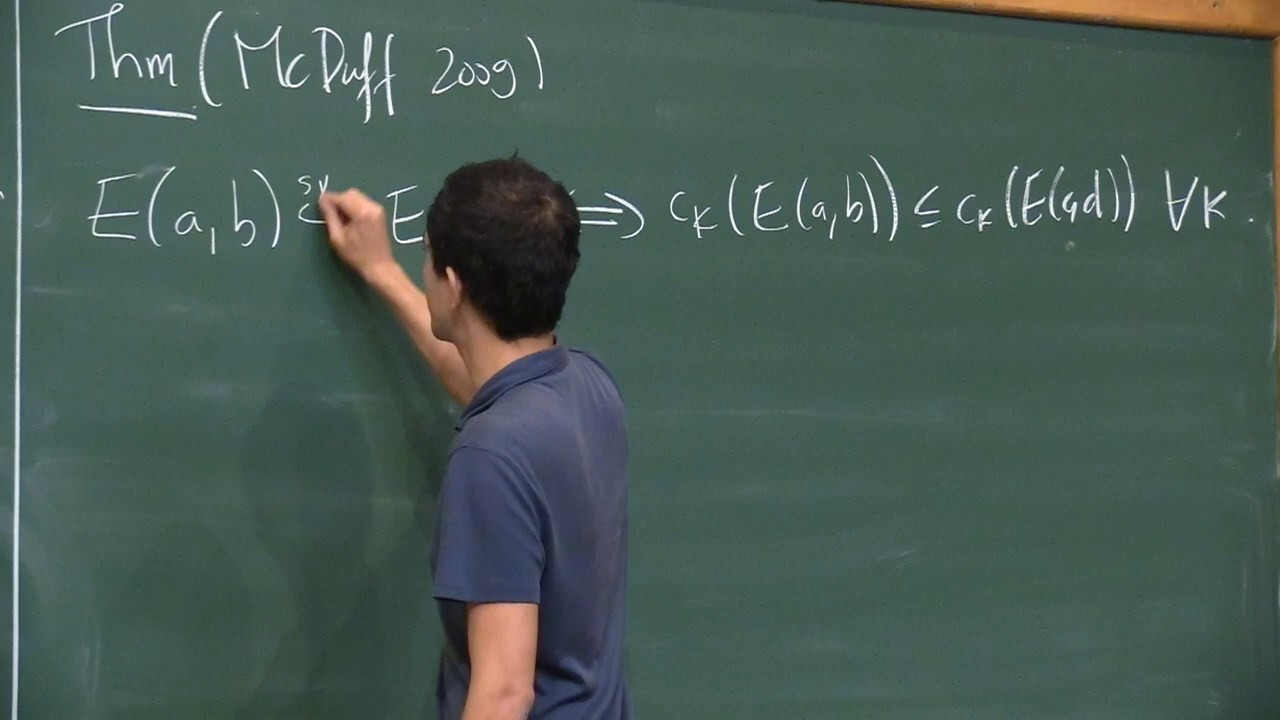 Thm (McDuff 2009)
E(a,b) ↪ E ⟹ c_k(E(a,b)) ≤ c_k(E(c,d)) ∀k.